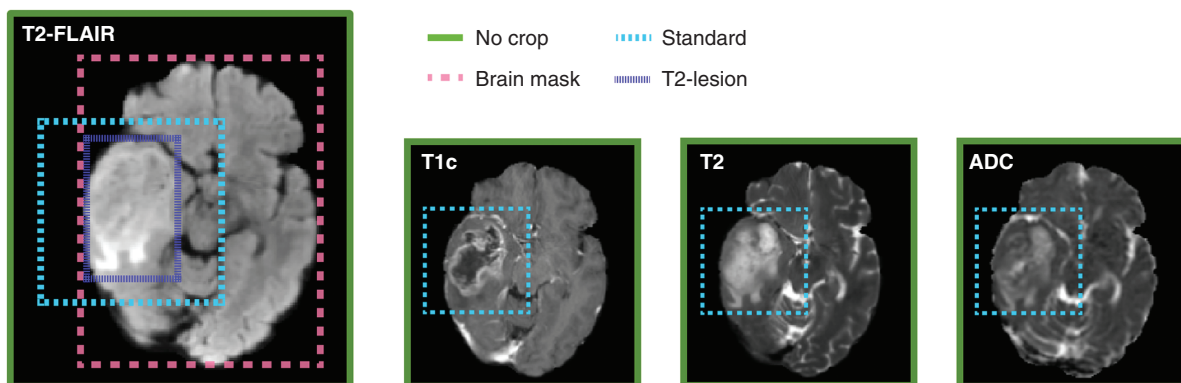 T2-FLAIR
No crop
Standard
Brain mask
T2-lesion
T1c
T2
ADC